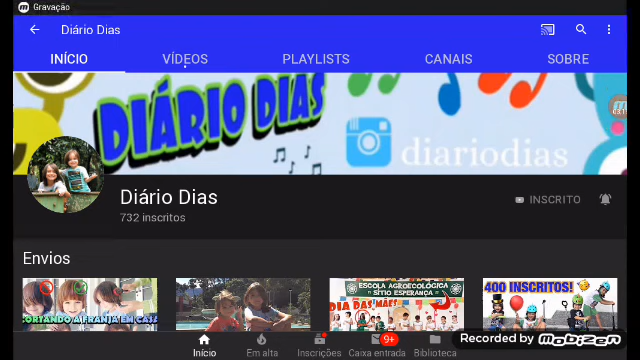 Gravação
Diário Dias
INÍCIO
VÍDEOS
PLAYLISTS
CANAIS
SOBRE
DIÁRIO DIAS
diariodias
Diário Dias
732 inscritos
INSCRITO
Envios
CORTANDO A FRANJA EM CASA
ESCOLA AGROECOLÓGICA
SÍTIO ESPERANÇA
DIA DAS MÃES
400 INSCRITOS!
Início
Em alta
Inscrições
9+
Caixa entrada
Biblioteca
Recorded by mobizen